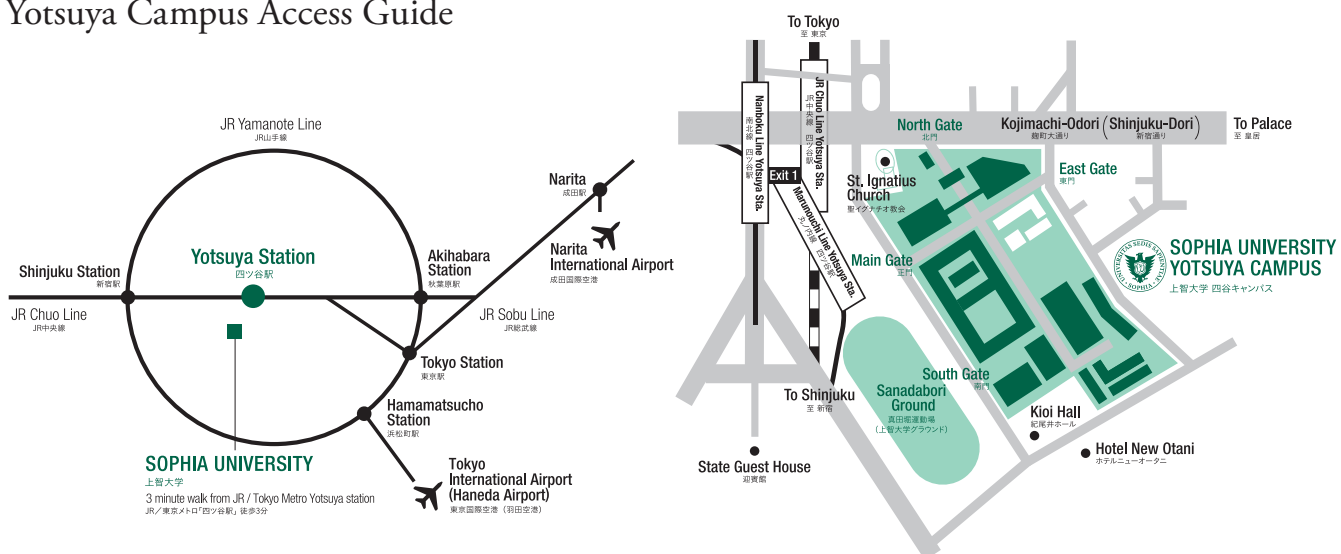 Yotsuya Campus Access Guide
JR Yamanote Line
JR山手線
Narita
成田駅
Narita
International Airport
成田国際空港
Yotsuya Station
四ツ谷駅
Akihabara
Station
秋葉原駅
Shinjuku Station
新宿駅
JR Chuo Line
JR中央線
JR Sobu Line
JR総武線
Tokyo Station
東京駅
Hamamatsucho
Station
浜松町駅
SOPHIA UNIVERSITY
上智大学
3 minute walk from JR / Tokyo Metro Yotsuya station
JR／東京メトロ「四ツ谷駅」徒歩3分
Tokyo
International Airport
(Haneda Airport)
東京国際空港（羽田空港）
To Tokyo
至 東京
Nanboku Line Yotsuya Sta.
南北線 四ツ谷駅
JR Chuo Line Yotsuya Sta.
JR中央線 四ツ谷駅
Exit 1
Marunouchi Line Yotsuya Sta.
丸ノ内線 四ツ谷駅
North Gate
北門
Kojimachi-Odori (Shinjuku-Dori)
麹町大通り 新宿通り
To Palace
至 皇居
East Gate
東門
St. Ignatius
Church
聖イグナチオ教会
Main Gate
正門
SOPHIA UNIVERSITY
YOTSUYA CAMPUS
上智大学 四谷キャンパス
UNIVERSITAS SEDIS SAPIENTIAE
SOPHIA
South Gate
南門
To Shinjuku
至 新宿
Sanadabori
Ground
真田堀運動場
（上智大学グラウンド）
Kioi Hall
紀尾井ホール
Hotel New Otani
ホテルニューオータニ
State Guest House
迎賓館